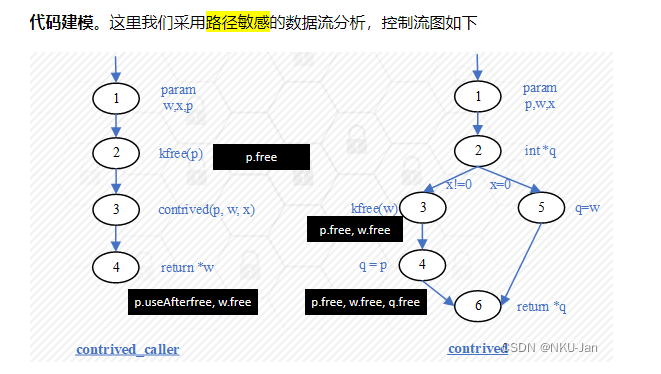 代码建模。这里我们采用路径敏感的数据流分析，控制流图如下
1
param
w,x,p
2
kfree(p)
p.free
3
contrived(p, w, x)
4
return *w
p.useAfterfree, w.free
contrived_caller
1
param
p,w,x
2
int *q
x!=0
x=0
kfree(w)
3
p.free, w.free
5
q=w
q = p
4
p.free, w.free, q.free
6
return *q
contrived
CSDN @NKU-Jan